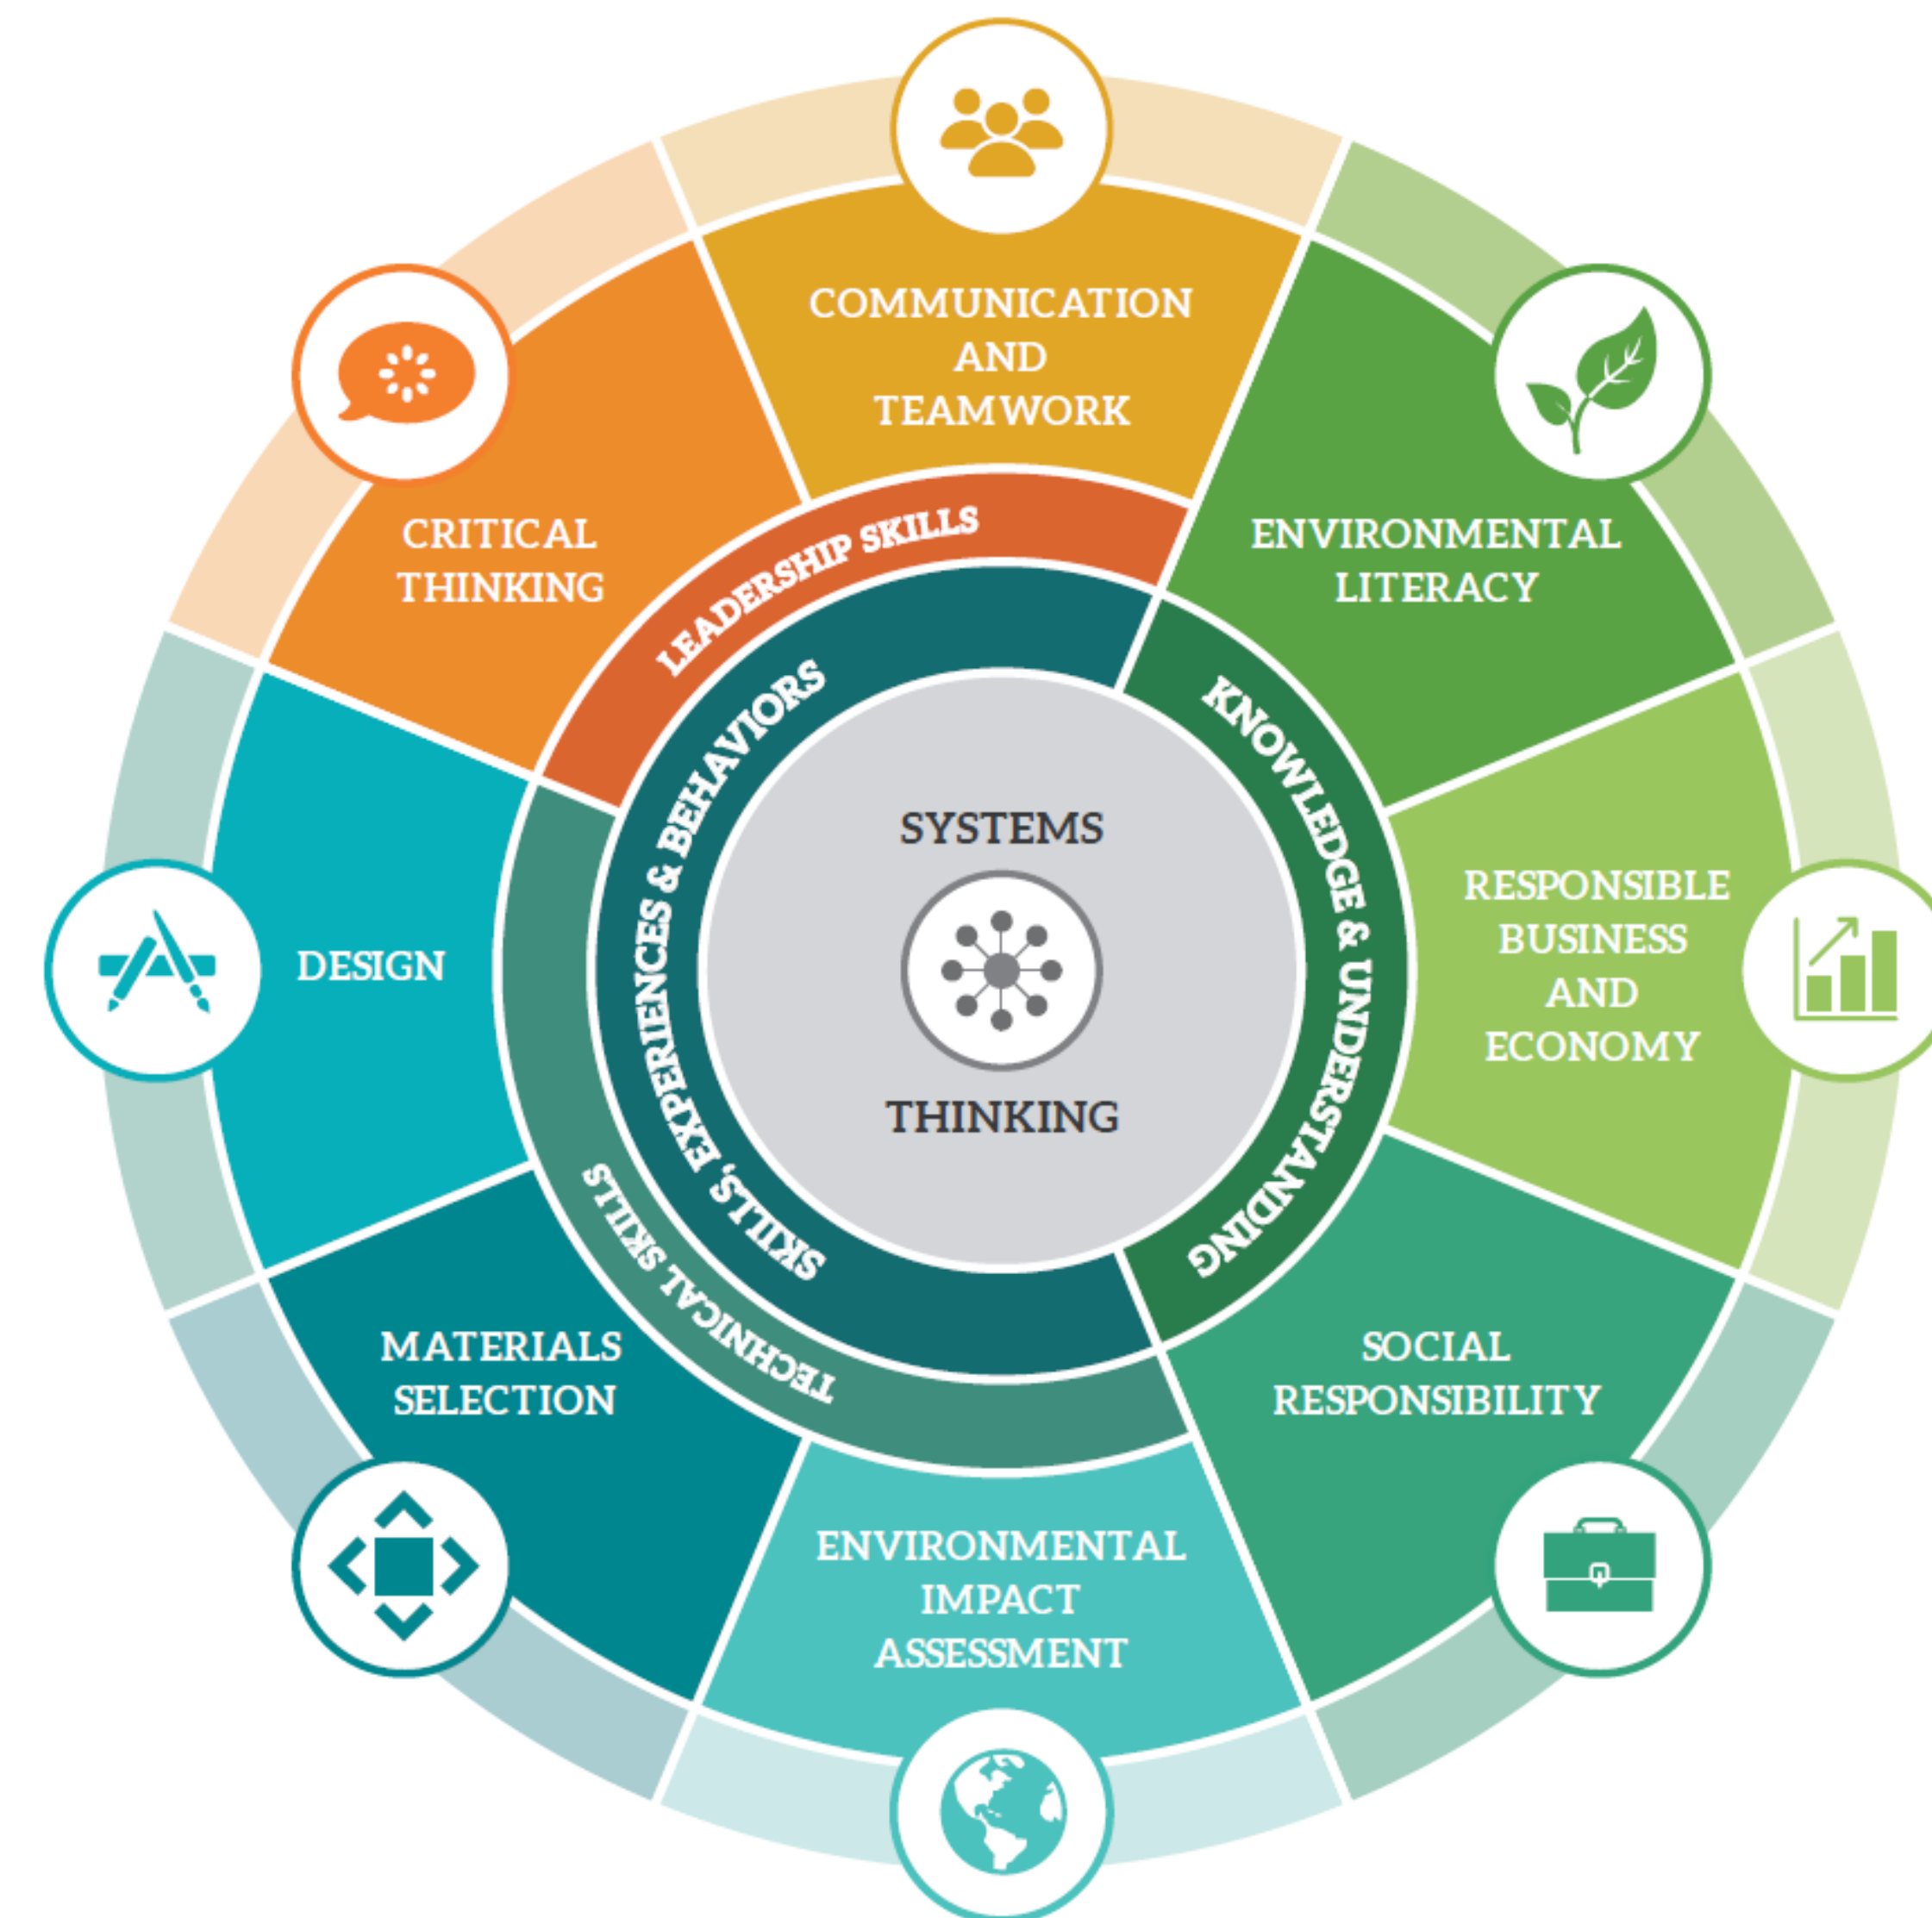 COMMUNICATION
AND
TEAMWORK
ENVIRONMENTAL
LITERACY
RESPONSIBLE
BUSINESS
AND
ECONOMY
SOCIAL
RESPONSIBILITY
ENVIRONMENTAL
IMPACT
ASSESSMENT
MATERIALS
SELECTION
DESIGN
CRITICAL
THINKING
LEADERSHIP SKILLS
TECHNICAL SKILLS
SKILLS, EXPERIENCES & BEHAVIORS
KNOWLEDGE & UNDERSTANDING
SYSTEMS
THINKING